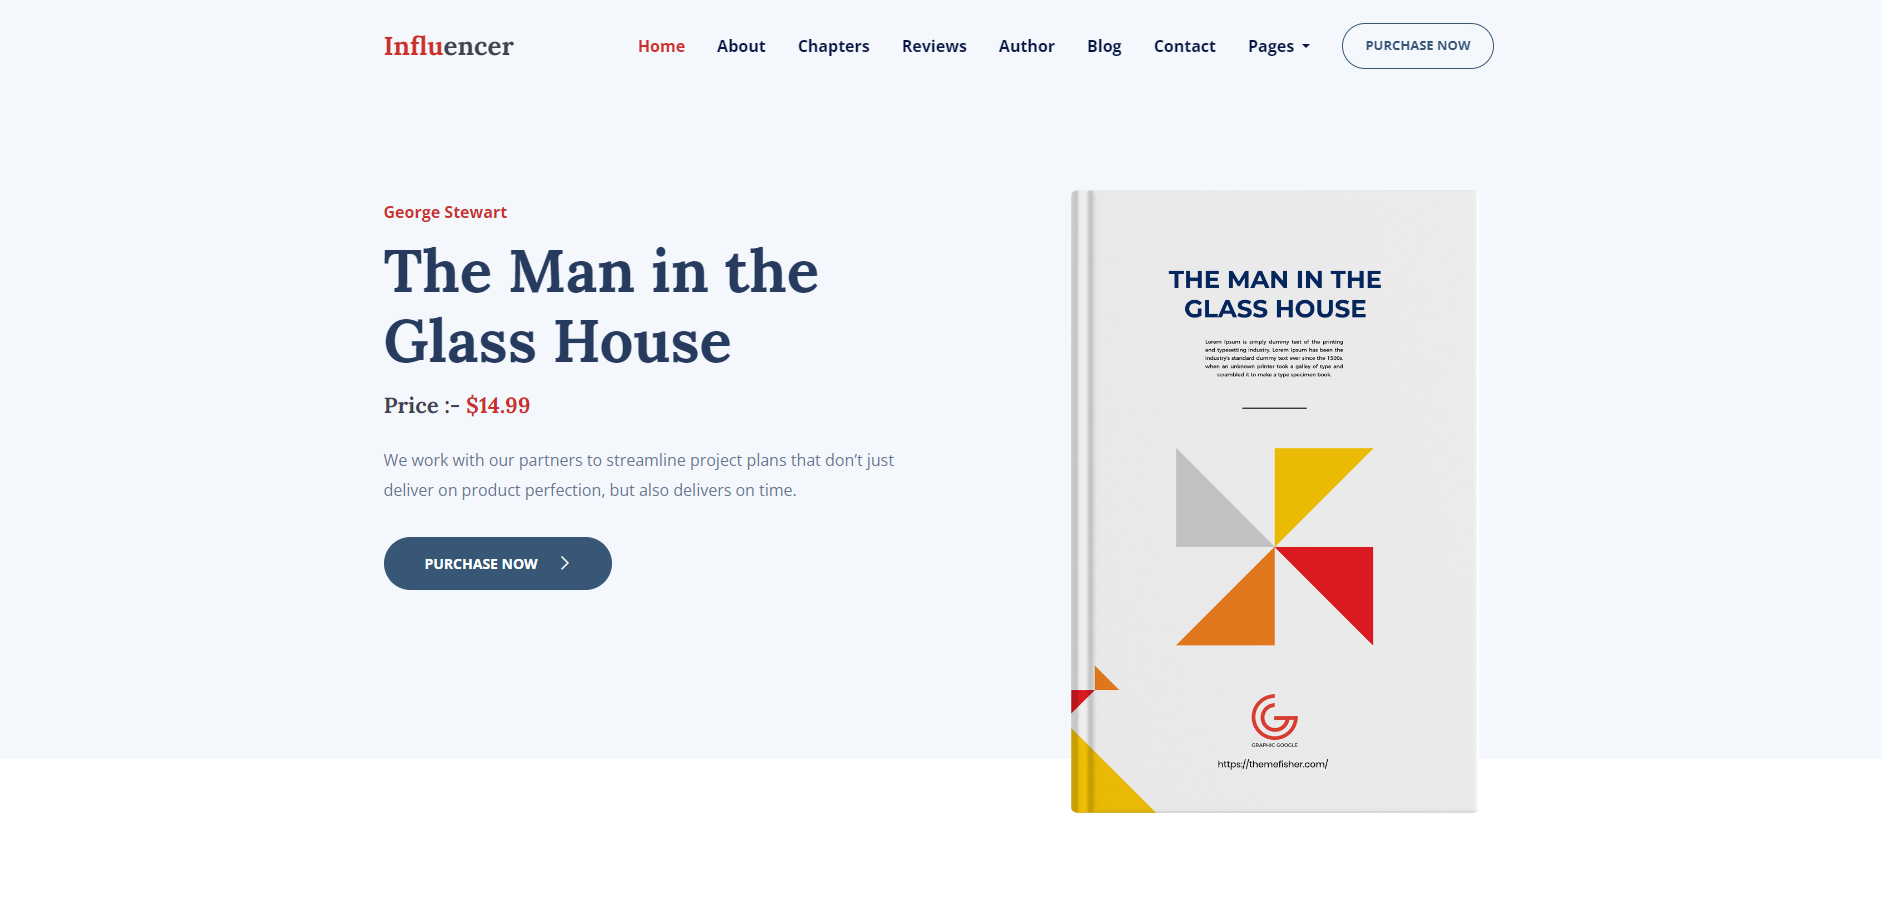 Influencer
Home About Chapters Reviews Author Blog Contact Pages
PURCHASE NOW
George Stewart
The Man in the
Glass House
Price :- $14.99
We work with our partners to streamline project plans that don’t just
deliver on product perfection, but also delivers on time.
PURCHASE NOW
THE MAN IN THE
GLASS HOUSE
Lorem Ipsum is simply dummy text of the printing
and typesetting industry. Lorem Ipsum has been the
industry's standard dummy text ever since the 1500s,
when an unknown printer took a galley of type and
scrambled it to make a type specimen book.
GRAPHIC GOOGLE
https://themefisher.com/